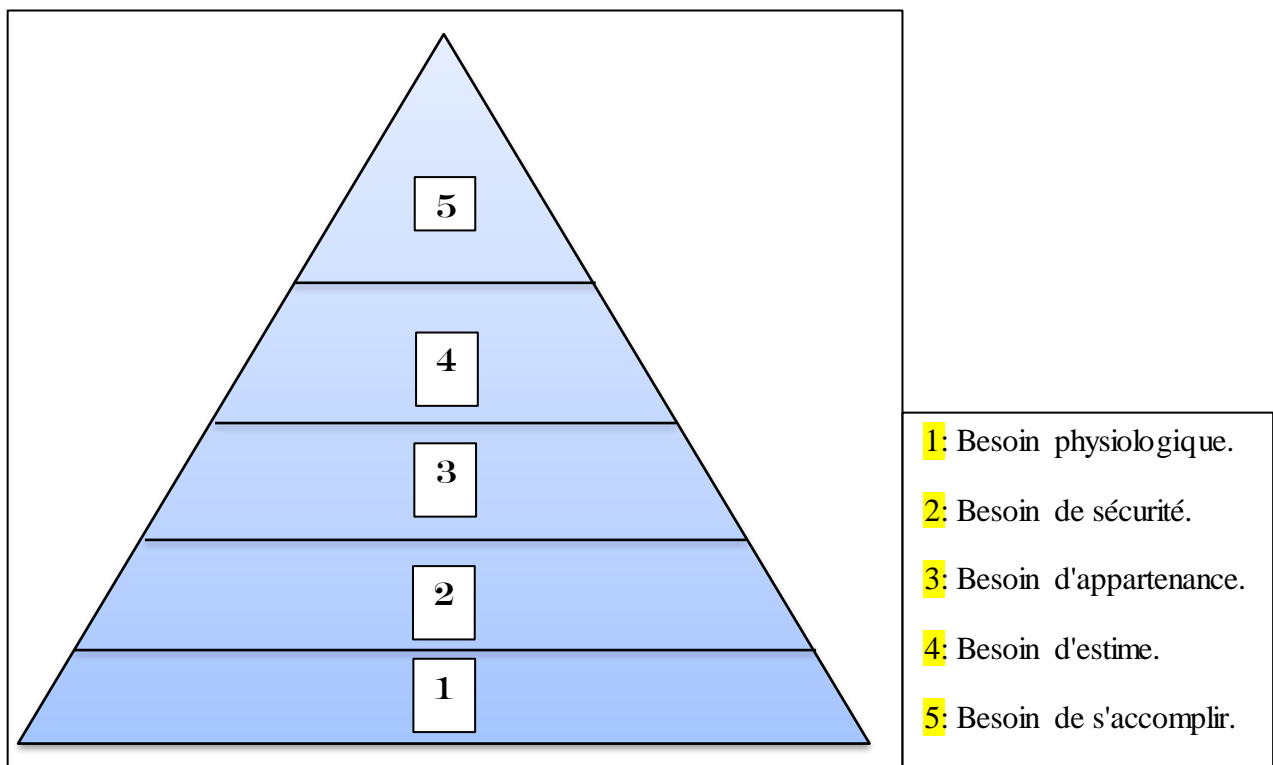 5
4
3
2
1
1: Besoin physiologique.
2: Besoin de sécurité.
3: Besoin d'appartenance.
4: Besoin d'estime.
5: Besoin de s'accomplir.